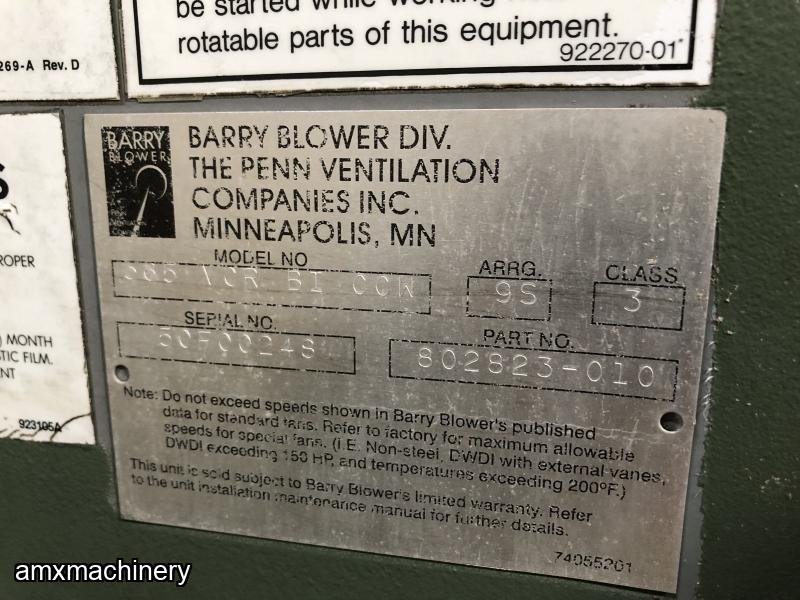 be started while working
rotatable parts of this equipment.
922270-01
269-A Rev. D
S
ROPER
) MONTH
TIC FILM.
NT
923105A
BARRY
BLOWER
BARRY BLOWER DIV.
THE PENN VENTILATION
COMPANIES INC.
MINNEAPOLIS, MN
MODEL NO
BI CCW
ARRG.
9S
CLASS
3
SERIAL NO.
50F00248
PART NO.
802823-010
Note: Do not exceed speeds shown in Barry Blower's published
data for standard fans. Refer to factory for maximum allowable
speeds for special fans. (i.E. Non-steel, DWDI with external vanes,
DWDI exceeding 150 HP, and temperatures exceeding 200°F.)
This unit is sold subject to Barry Blower's limited warranty. Refer
to the unit installation maintenance manual for further details.
74055201
amxmachinery